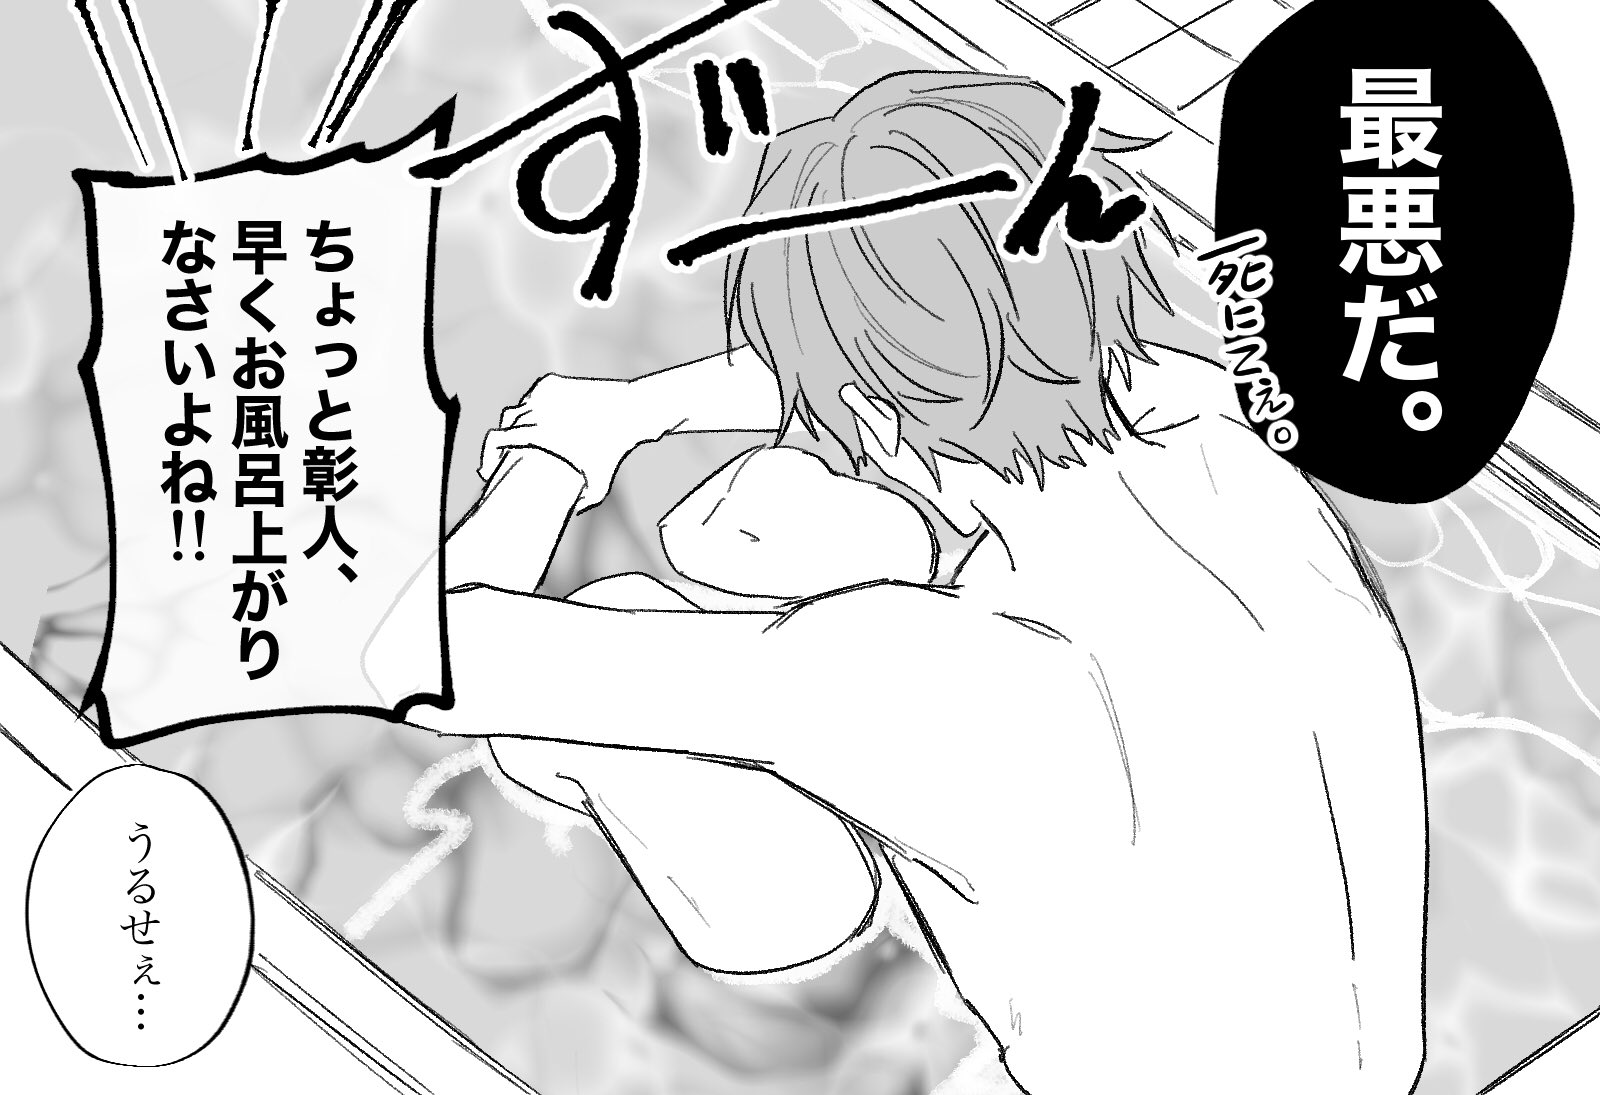 最悪だ。
死にてぇ。
ずーん
ちょっと彰人、
早くお風呂上がり
なさいよね!!
うるせぇ…